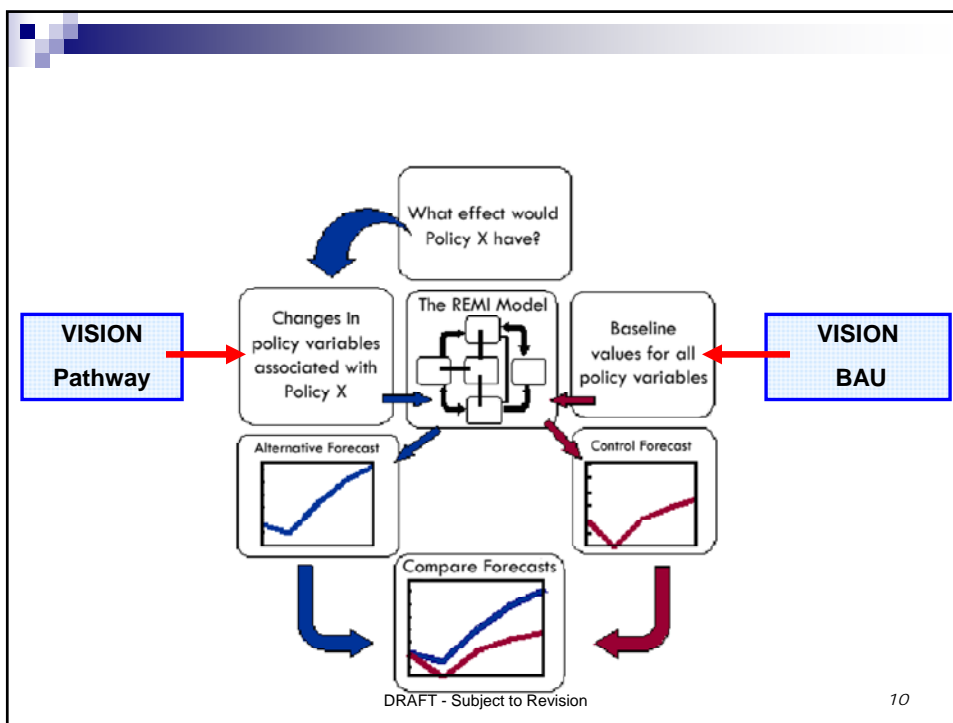 What effect would
Policy X have?
VISION
Pathway
Changes In
policy variables
associated with
Policy X
The REMI Model
Baseline
values for all
policy variables
VISION
BAU
Alternative Forecast
Control Forecast
Compare Forecasts
DRAFT - Subject to Revision
10